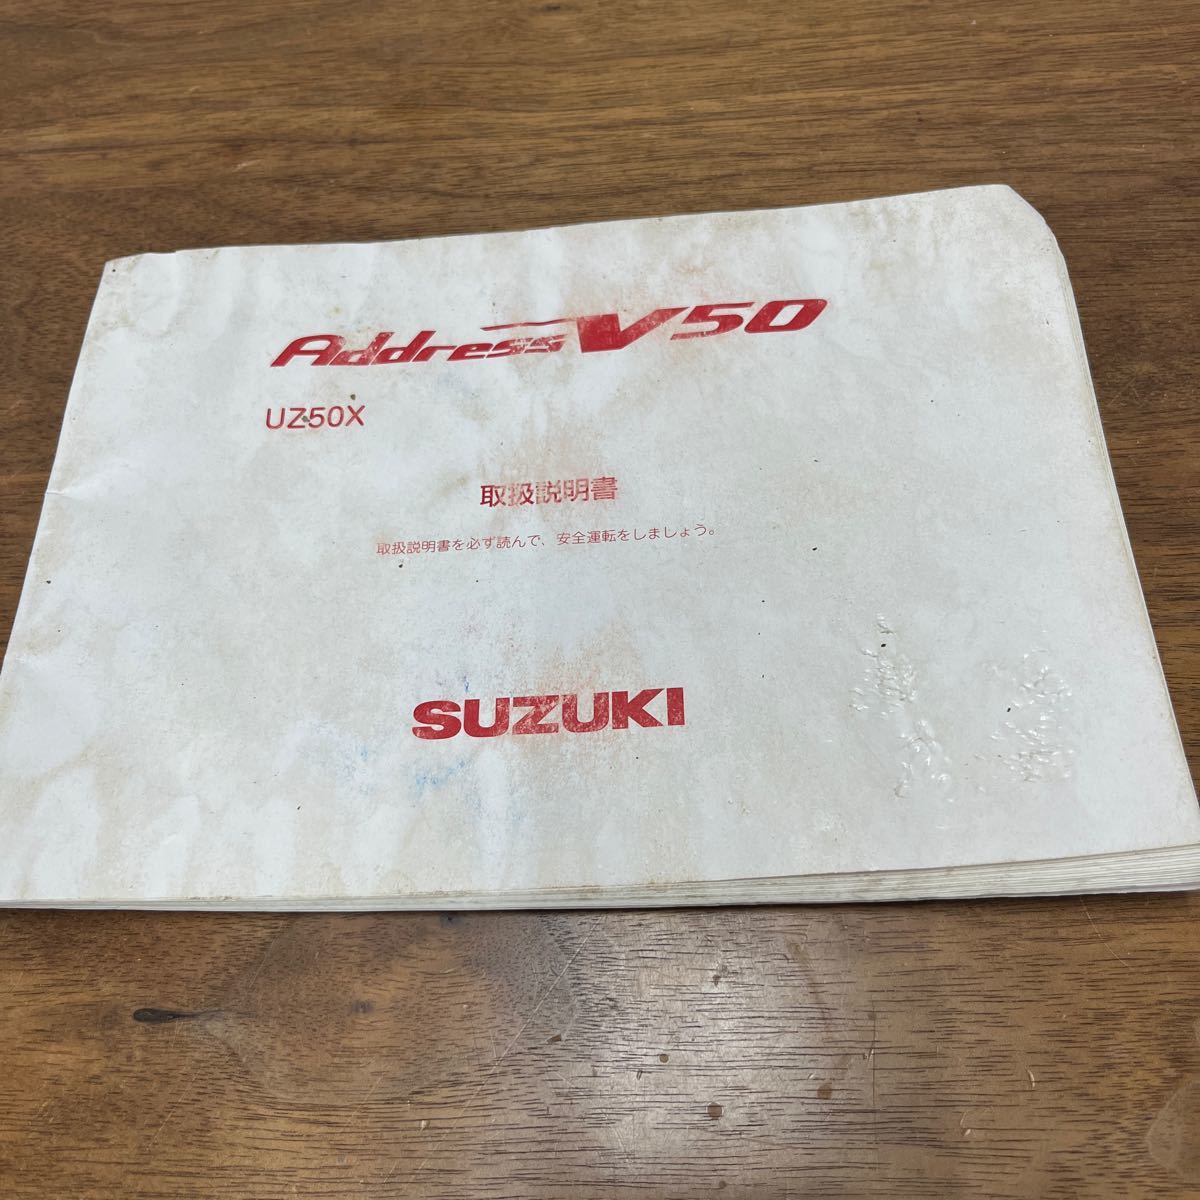 Address V50
UZ50X
取扱説明書
取扱説明書を必ず読んで、安全運転をしましょう。
SUZUKI